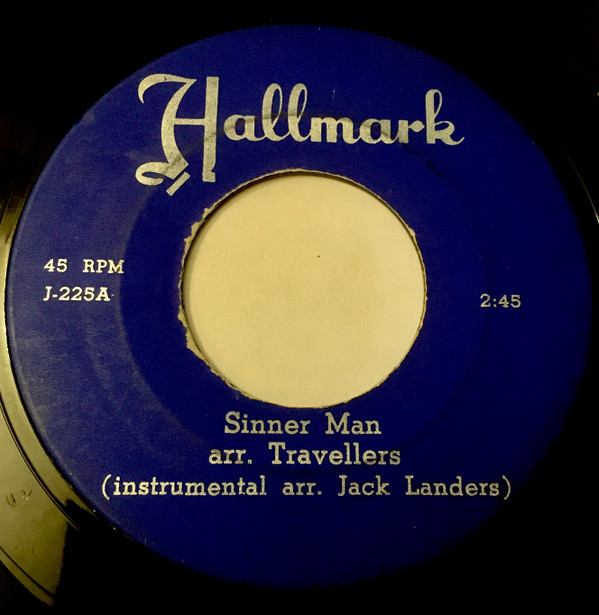 Hallmark
45 RPM
J-225A
2:45
Sinner Man
arr. Travellers
(instrumental arr. Jack Landers)